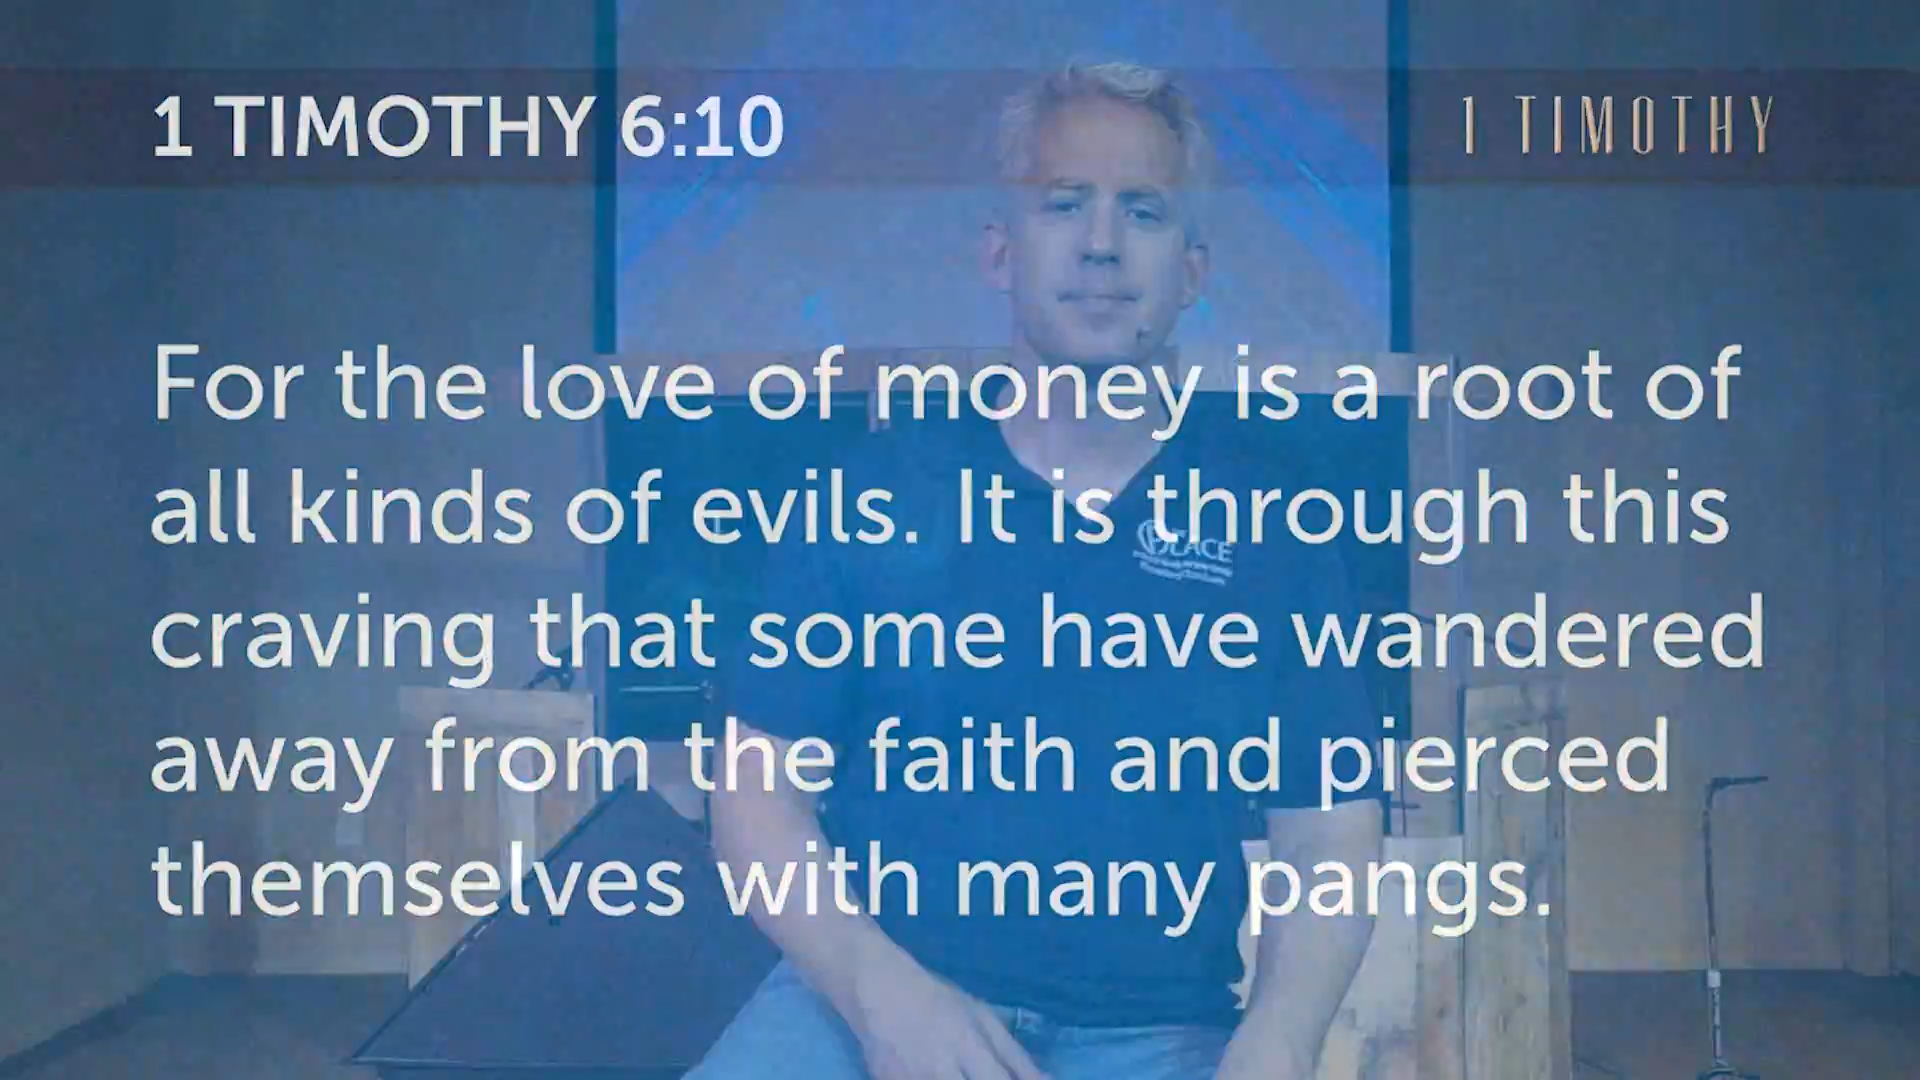 1 TIMOTHY 6:10
1 TIMOTHY
For the love of money is a root of
all kinds of evils. It is through this
craving that some have wandered
away from the faith and pierced
themselves with many pangs.
PLACE